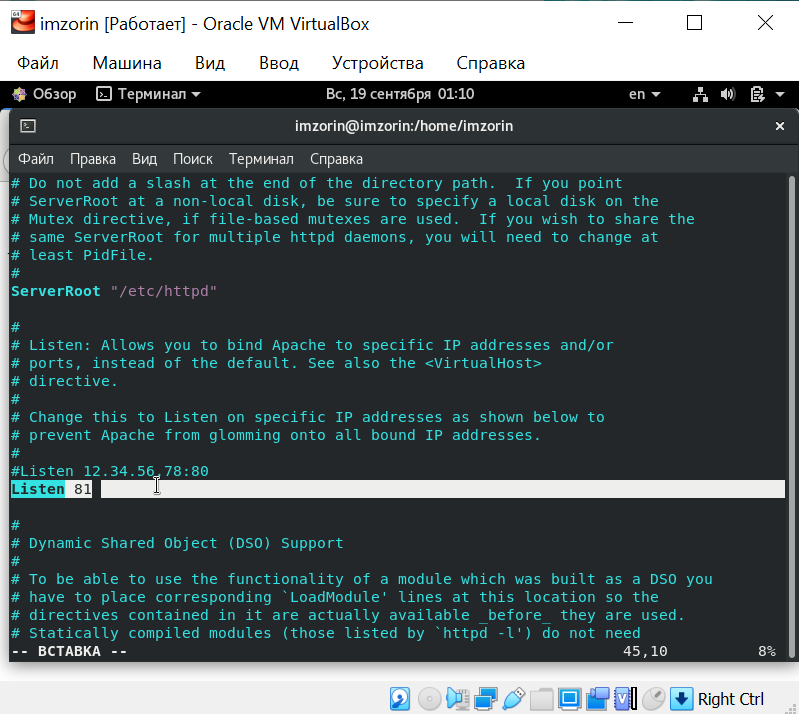 imzorin [Работает] - Oracle VM VirtualBox
Файл Машина Вид Ввод Устройства Справка
Обзор Терминал Вс, 19 сентября 01:10 en
imzorin@imzorin:/home/imzorin
Файл Правка Вид Поиск Терминал Справка
# Do not add a slash at the end of the directory path.  If you point
# ServerRoot at a non-local disk, be sure to specify a local disk on the
# Mutex directive, if file-based mutexes are used.  If you wish to share the
# same ServerRoot for multiple httpd daemons, you will need to change at
# least PidFile.
#
ServerRoot "/etc/httpd"
#
# Listen: Allows you to bind Apache to specific IP addresses and/or
# ports, instead of the default. See also the <VirtualHost>
# directive.
#
# Change this to Listen on specific IP addresses as shown below to
# prevent Apache from glomming onto all bound IP addresses.
#
#Listen 12.34.56.78:80
Listen 81
#
# Dynamic Shared Object (DSO) Support
#
# To be able to use the functionality of a module which was built as a DSO you
# have to place corresponding `LoadModule' lines at this location so the
# directives contained in it are actually available _before_ they are used.
# Statically compiled modules (those listed by `httpd -l') do not need
-- ВСТАВКА -- 45,10 8%
Right Ctrl